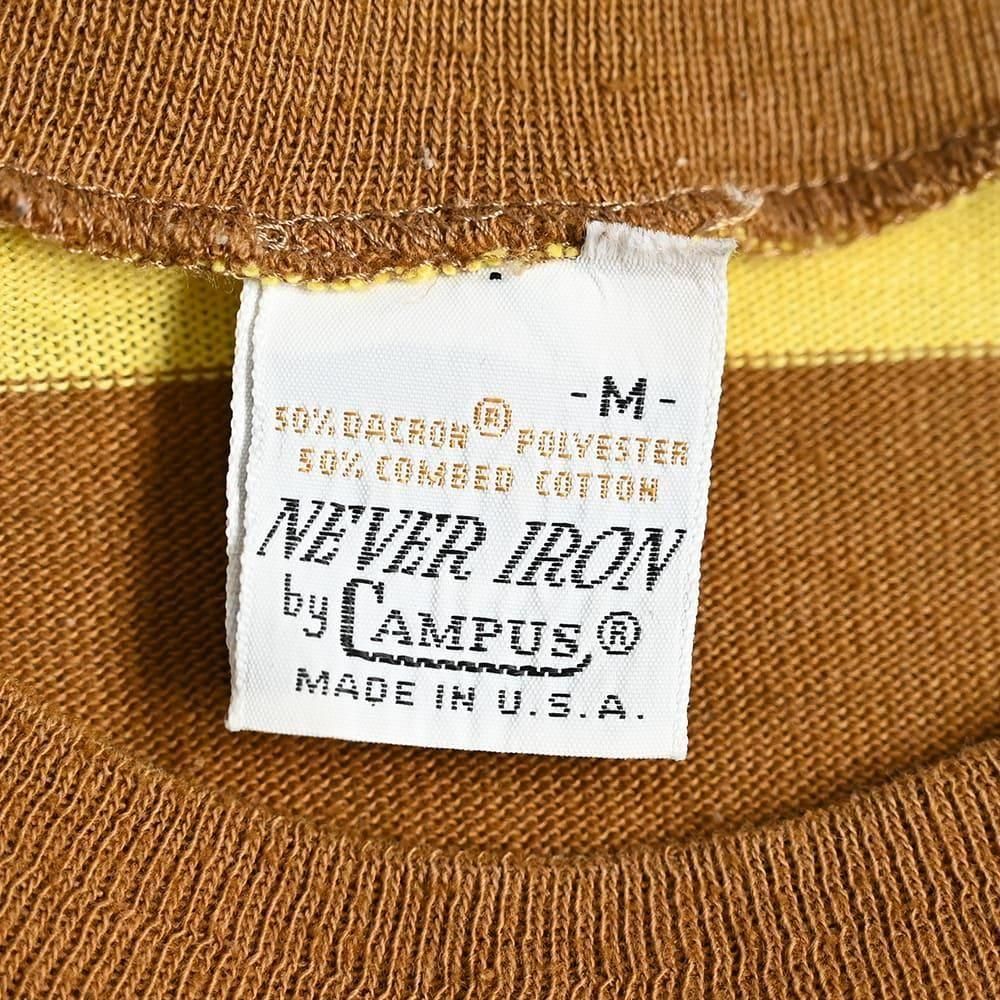 -M-
50% DACRON® POLYESTER
50% COMBED COTTON
NEVER IRON
by CAMPUS®
MADE IN U.S.A.